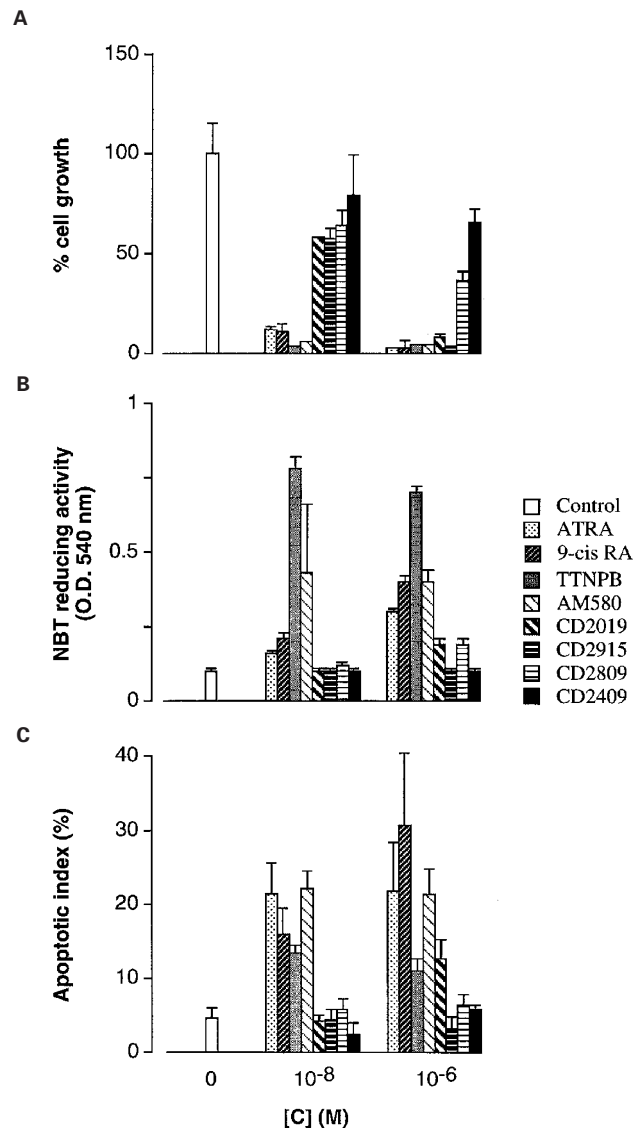 A
150
100
50
0
% cell growth
B
1
0.5
0
NBT reducing activity
(O.D. 540 nm)
Control
ATRA
9-cis RA
TTNPB
AM580
CD2019
CD2915
CD2809
CD2409
C
40
30
20
10
0
Apoptotic index (%)
0 10-8 10-6
[C] (M)